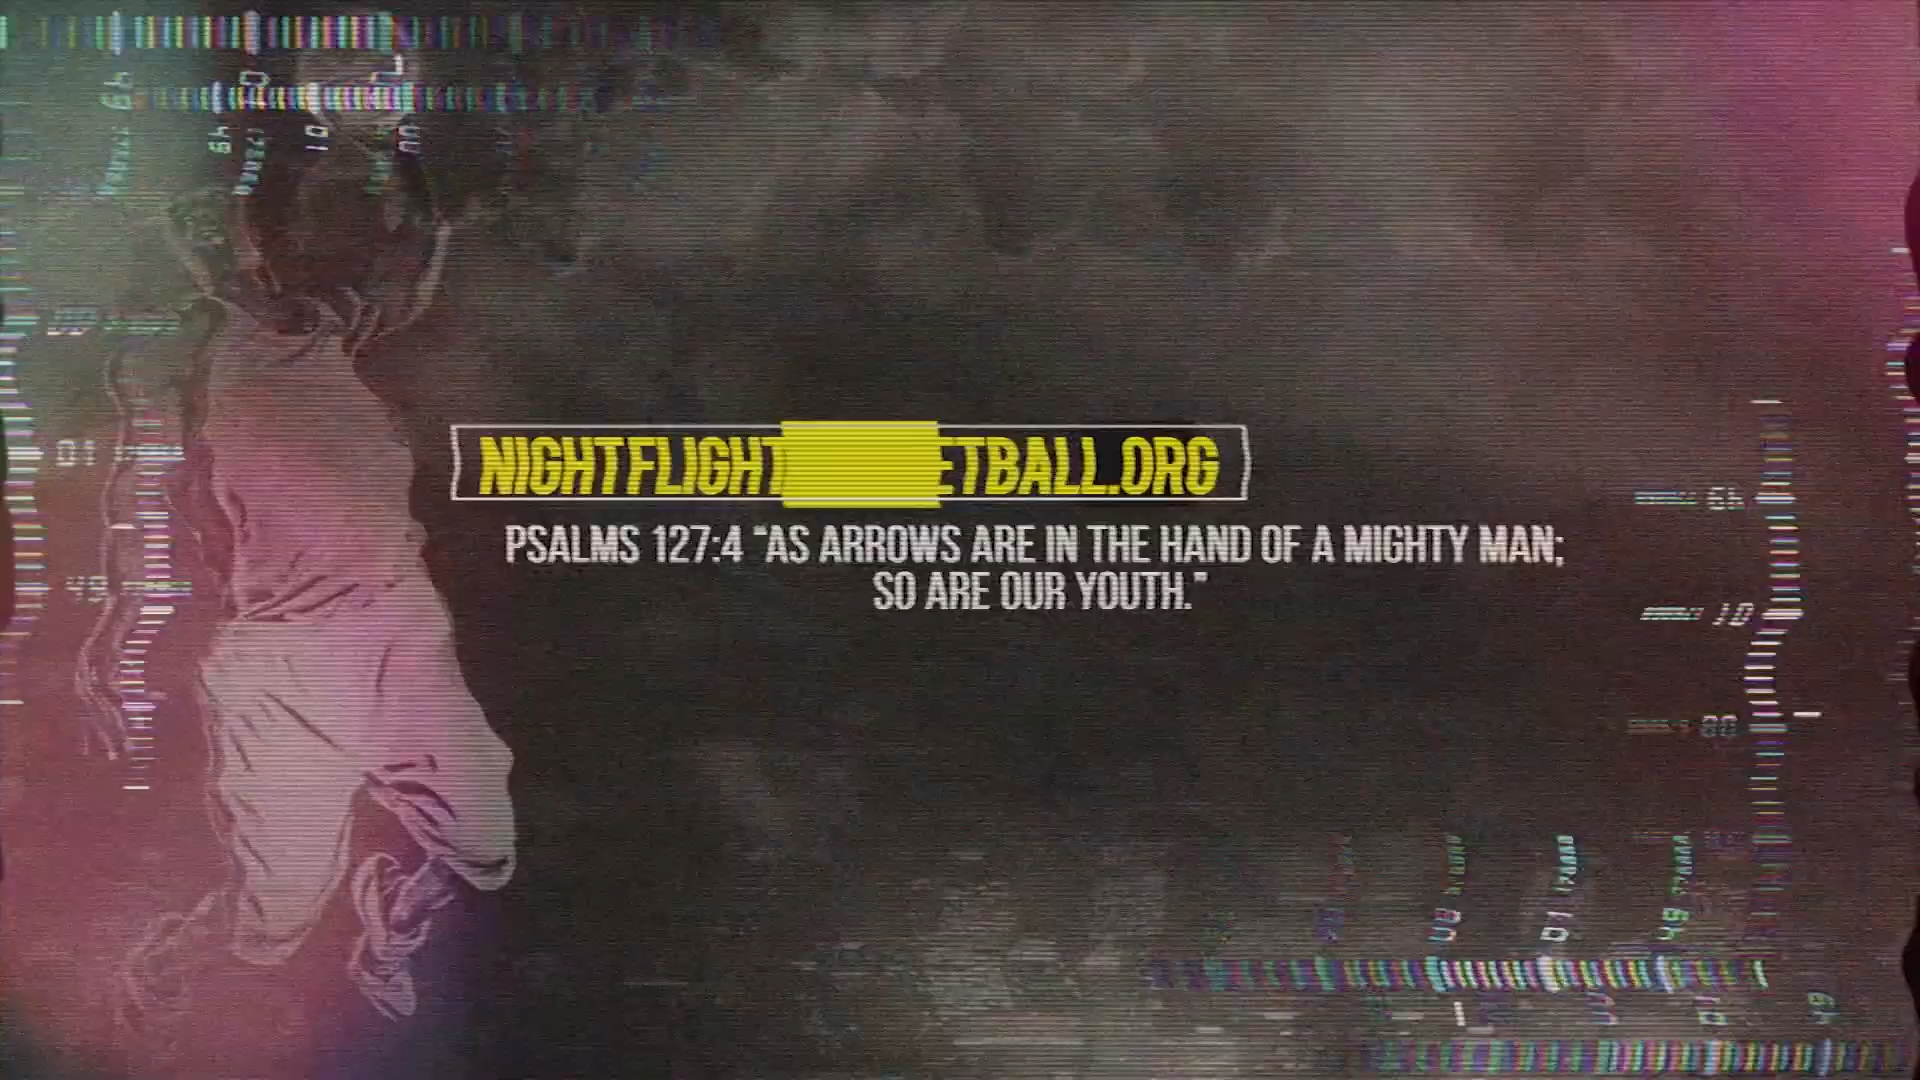 NIGHTFLIGHT ETBALL.ORG
PSALMS 127:4 "AS ARROWS ARE IN THE HAND OF A MIGHTY MAN;
SO ARE OUR YOUTH."